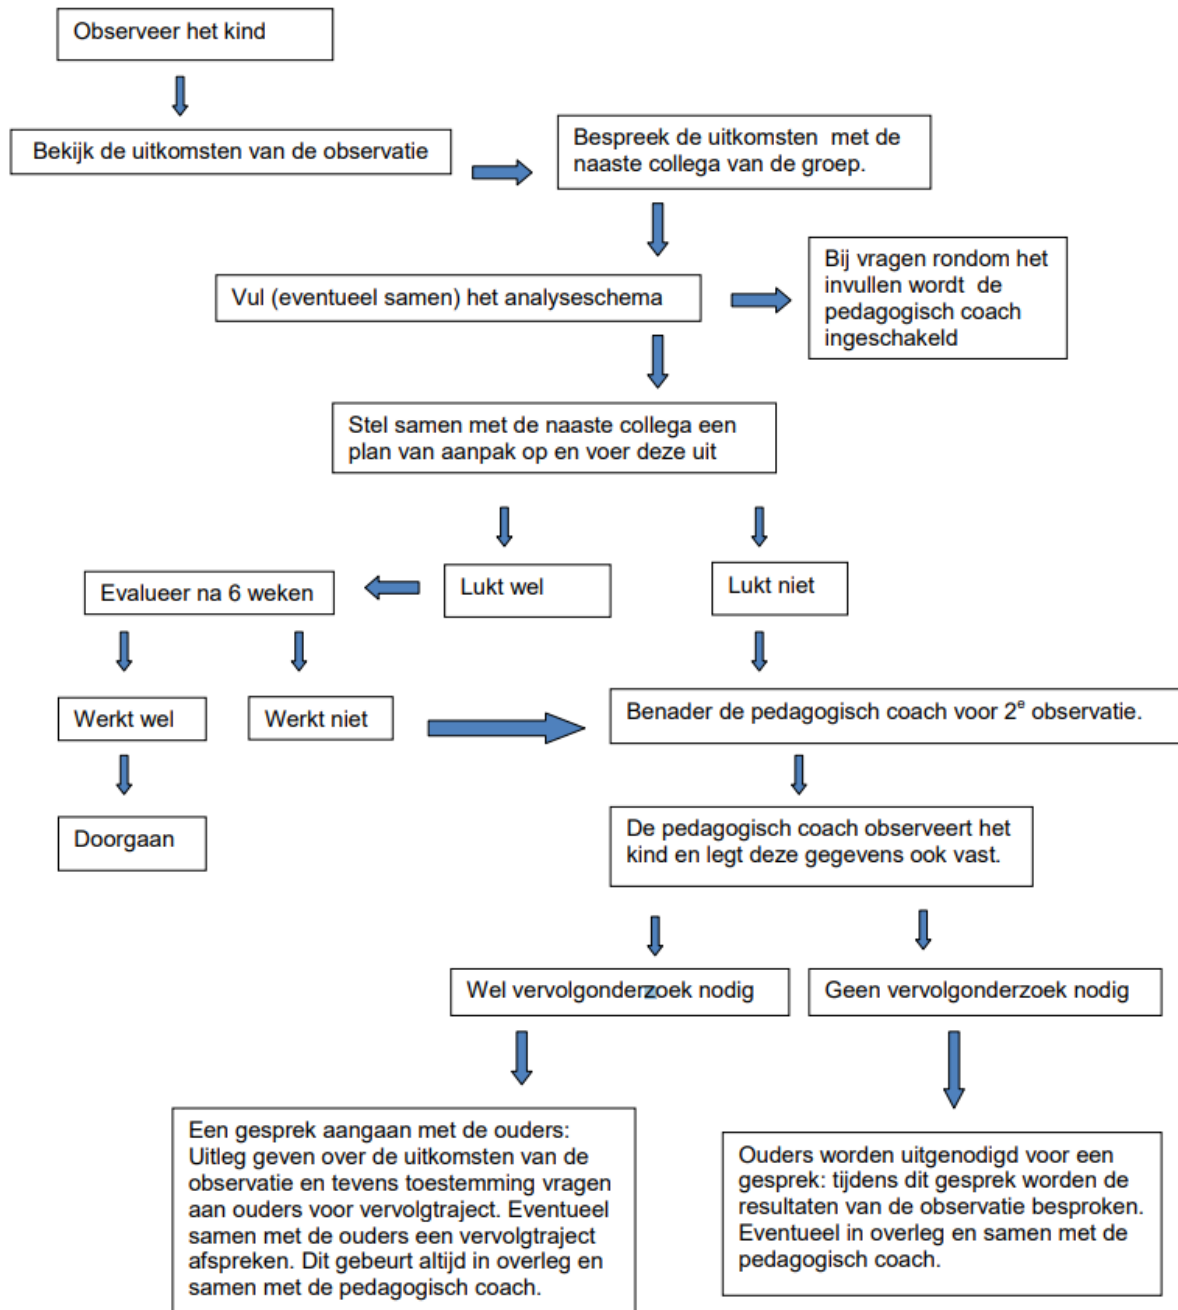 Observeer het kind
Bekijk de uitkomsten van de observatie
Bespreek de uitkomsten  met de
naaste collega van de groep.
Vul (eventueel samen) het analyseschema
Bij vragen rondom het
invullen wordt  de
pedagogisch coach
ingeschakeld
Stel samen met de naaste collega een
plan van aanpak op en voer deze uit
Lukt wel
Lukt niet
Evalueer na 6 weken
Werkt wel
Werkt niet
Benader de pedagogisch coach voor 2e observatie.
Doorgaan
De pedagogisch coach observeert het
kind en legt deze gegevens ook vast.
Wel vervolgonderzoek nodig
Geen vervolgonderzoek nodig
Een gesprek aangaan met de ouders:
Uitleg geven over de uitkomsten van de
observatie en tevens toestemming vragen
aan ouders voor vervolgtraject. Eventueel
samen met de ouders een vervolgtraject
afspreken. Dit gebeurt altijd in overleg en
samen met de pedagogisch coach.
Ouders worden uitgenodigd voor een
gesprek: tijdens dit gesprek worden de
resultaten van de observatie besproken.
Eventueel in overleg en samen met de
pedagogisch coach.